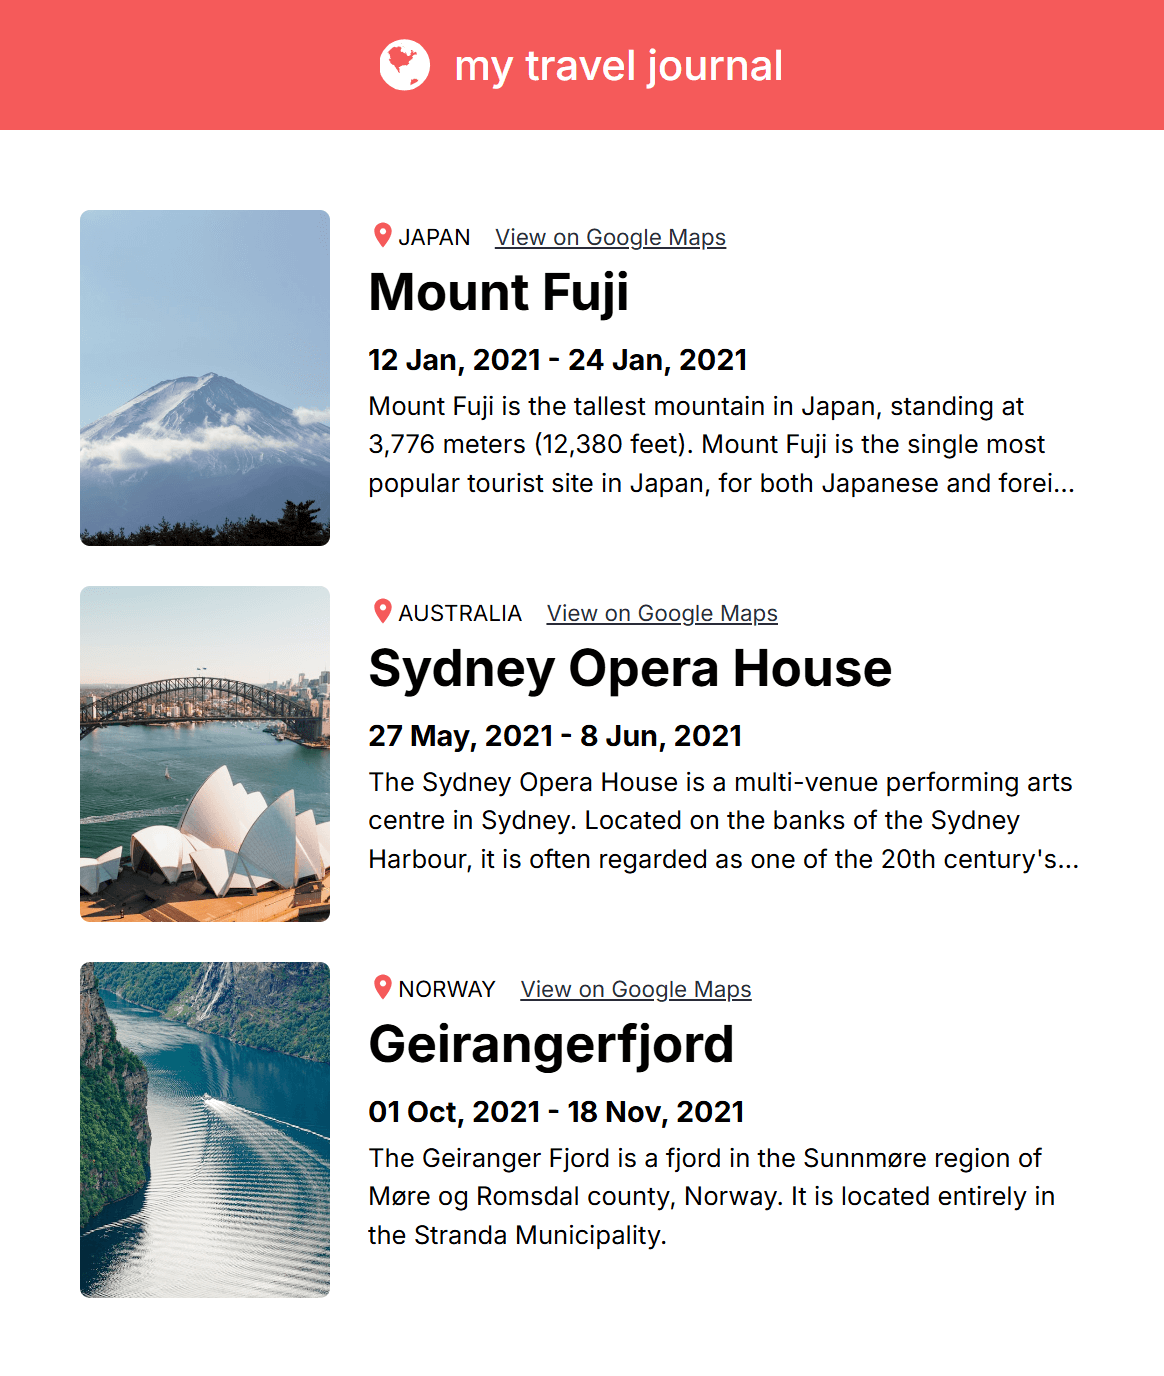 my travel journal
JAPAN View on Google Maps
Mount Fuji
12 Jan, 2021 - 24 Jan, 2021
Mount Fuji is the tallest mountain in Japan, standing at
3,776 meters (12,380 feet). Mount Fuji is the single most
popular tourist site in Japan, for both Japanese and forei...
AUSTRALIA View on Google Maps
Sydney Opera House
27 May, 2021 - 8 Jun, 2021
The Sydney Opera House is a multi-venue performing arts
centre in Sydney. Located on the banks of the Sydney
Harbour, it is often regarded as one of the 20th century's...
NORWAY View on Google Maps
Geirangerfjord
01 Oct, 2021 - 18 Nov, 2021
The Geiranger Fjord is a fjord in the Sunnmøre region of
Møre og Romsdal county, Norway. It is located entirely in
the Stranda Municipality.